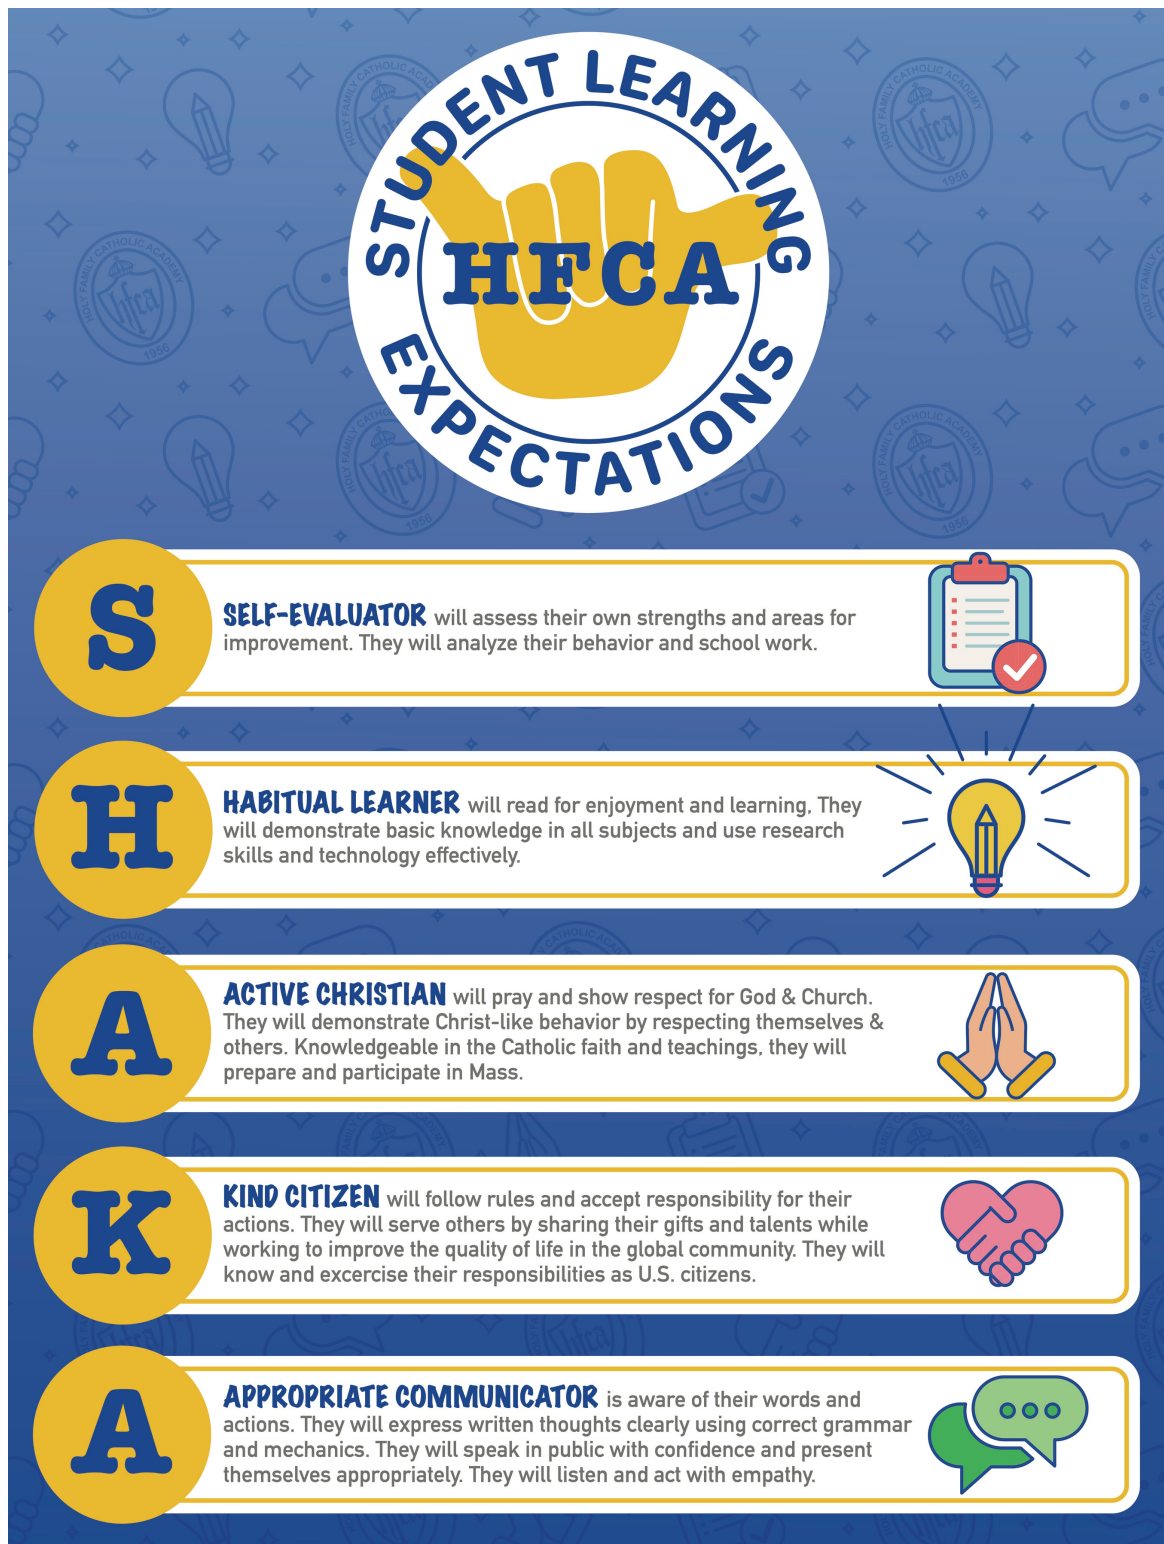 STUDENT LEARNING
HFCA
EXPECTATIONS
S
SELF-EVALUATOR will assess their own strengths and areas for
improvement. They will analyze their behavior and school work.
H
HABITUAL LEARNER will read for enjoyment and learning, They
will demonstrate basic knowledge in all subjects and use research
skills and technology effectively.
A
ACTIVE CHRISTIAN will pray and show respect for God & Church.
They will demonstrate Christ-like behavior by respecting themselves &
others. Knowledgeable in the Catholic faith and teachings, they will
prepare and participate in Mass.
K
KIND CITIZEN will follow rules and accept responsibility for their
actions. They will serve others by sharing their gifts and talents while
working to improve the quality of life in the global community. They will
know and excercise their responsibilities as U.S. citizens.
A
APPROPRIATE COMMUNICATOR is aware of their words and
actions. They will express written thoughts clearly using correct grammar
and mechanics. They will speak in public with confidence and present
themselves appropriately. They will listen and act with empathy.
HOLY FAMILY CATHOLIC ACADEMY
hfca
1956